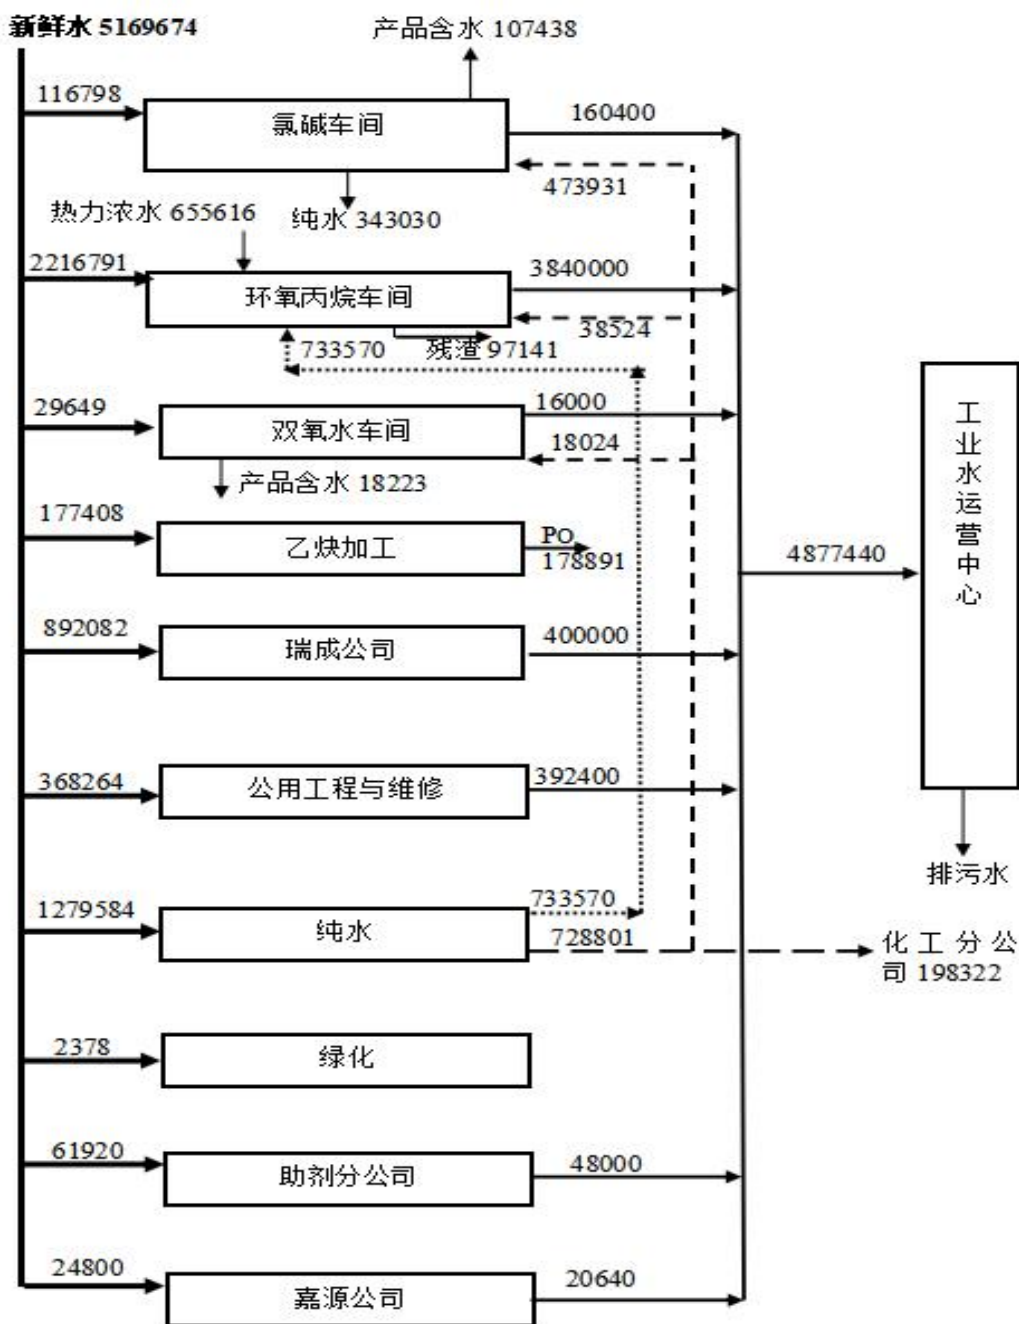 新鲜水 5169674
产品含水 107438
116798
氯碱车间
160400
473931
热力浓水 655616
纯水 343030
2216791
环氧丙烷车间
3840000
38524
733570
残渣 97141
29649
双氧水车间
16000
18024
产品含水 18223
177408
乙炔加工
PO
178891
4877440
工业水运营中心
892082
瑞成公司
400000
368264
公用工程与维修
392400
排污水
1279584
纯水
733570
728801
化工分公
司 198322
2378
绿化
61920
助剂分公司
48000
24800
嘉源公司
20640